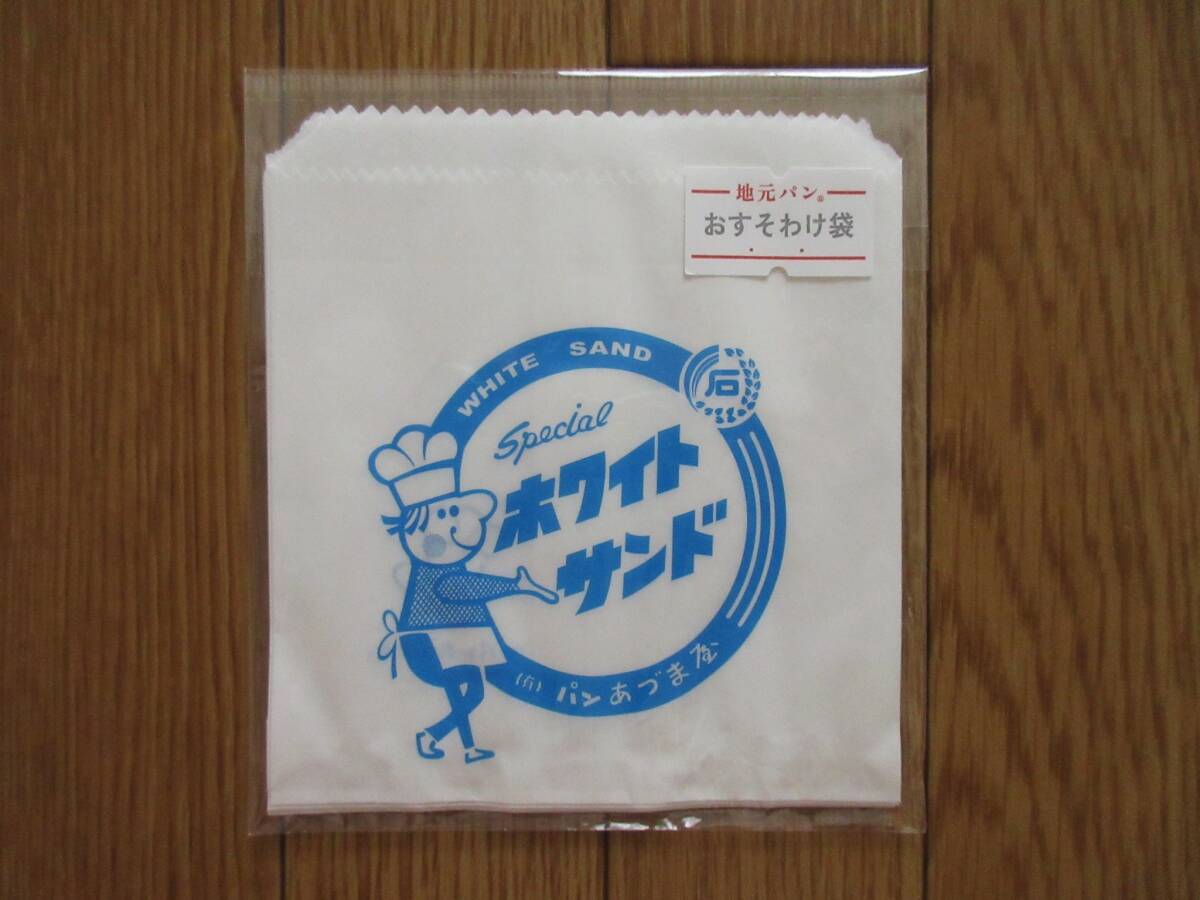 地元パン®
おすそわけ袋
WHITE SAND
石
Special
ホワイト
サンド
(有) パンあづま屋